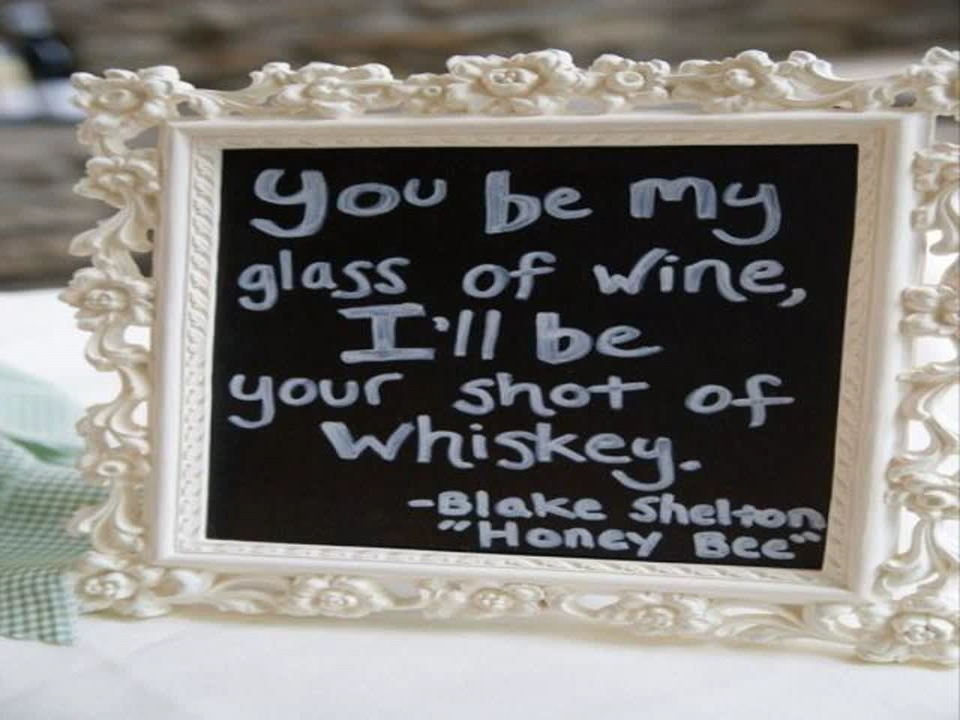 you be my
glass of wine,
I'll be
your shot of
whiskey.
-Blake Shelton
"Honey Bee"